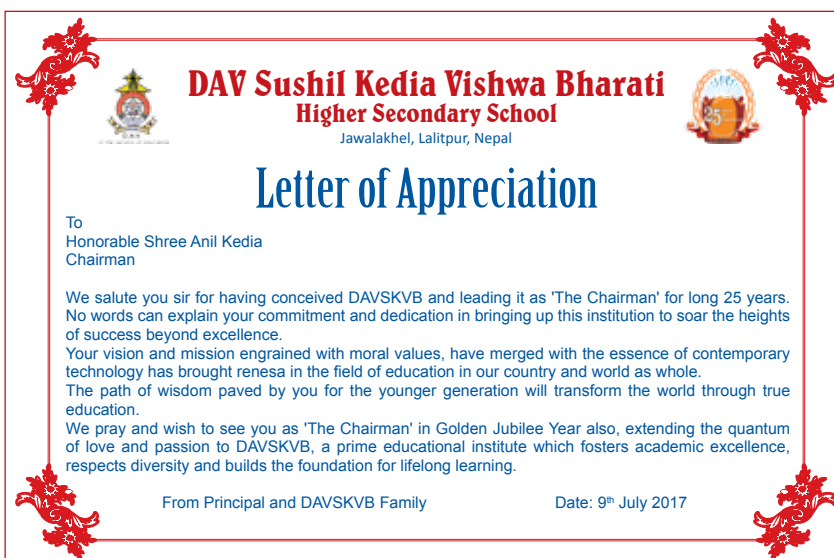 DAV Sushil Kedia Vishwa Bharati
Higher Secondary School
Jawalakhel, Lalitpur, Nepal
25
Letter of Appreciation
To
Honorable Shree Anil Kedia
Chairman
We salute you sir for having conceived DAVSKVB and leading it as 'The Chairman' for long 25 years.
No words can explain your commitment and dedication in bringing up this institution to soar the heights
of success beyond excellence.
Your vision and mission engrained with moral values, have merged with the essence of contemporary
technology has brought renesa in the field of education in our country and world as whole.
The path of wisdom paved by you for the younger generation will transform the world through true
education.
We pray and wish to see you as 'The Chairman' in Golden Jubilee Year also, extending the quantum
of love and passion to DAVSKVB, a prime educational institute which fosters academic excellence,
respects diversity and builds the foundation for lifelong learning.
From Principal and DAVSKVB Family Date: 9th July 2017